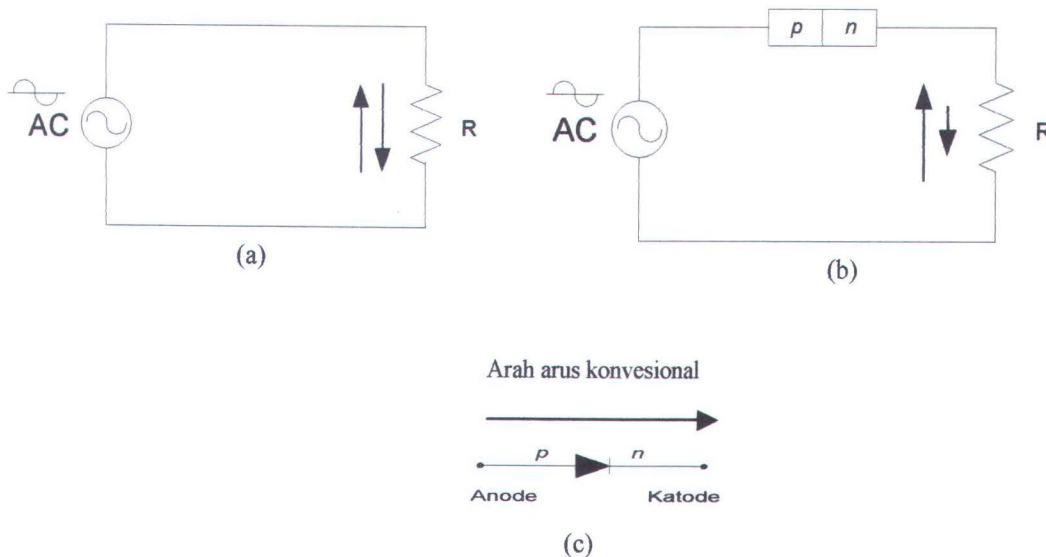 AC
R
(a)
p n
AC
R
(b)
Arah arus konvesional
p n
Anode Katode
(c)